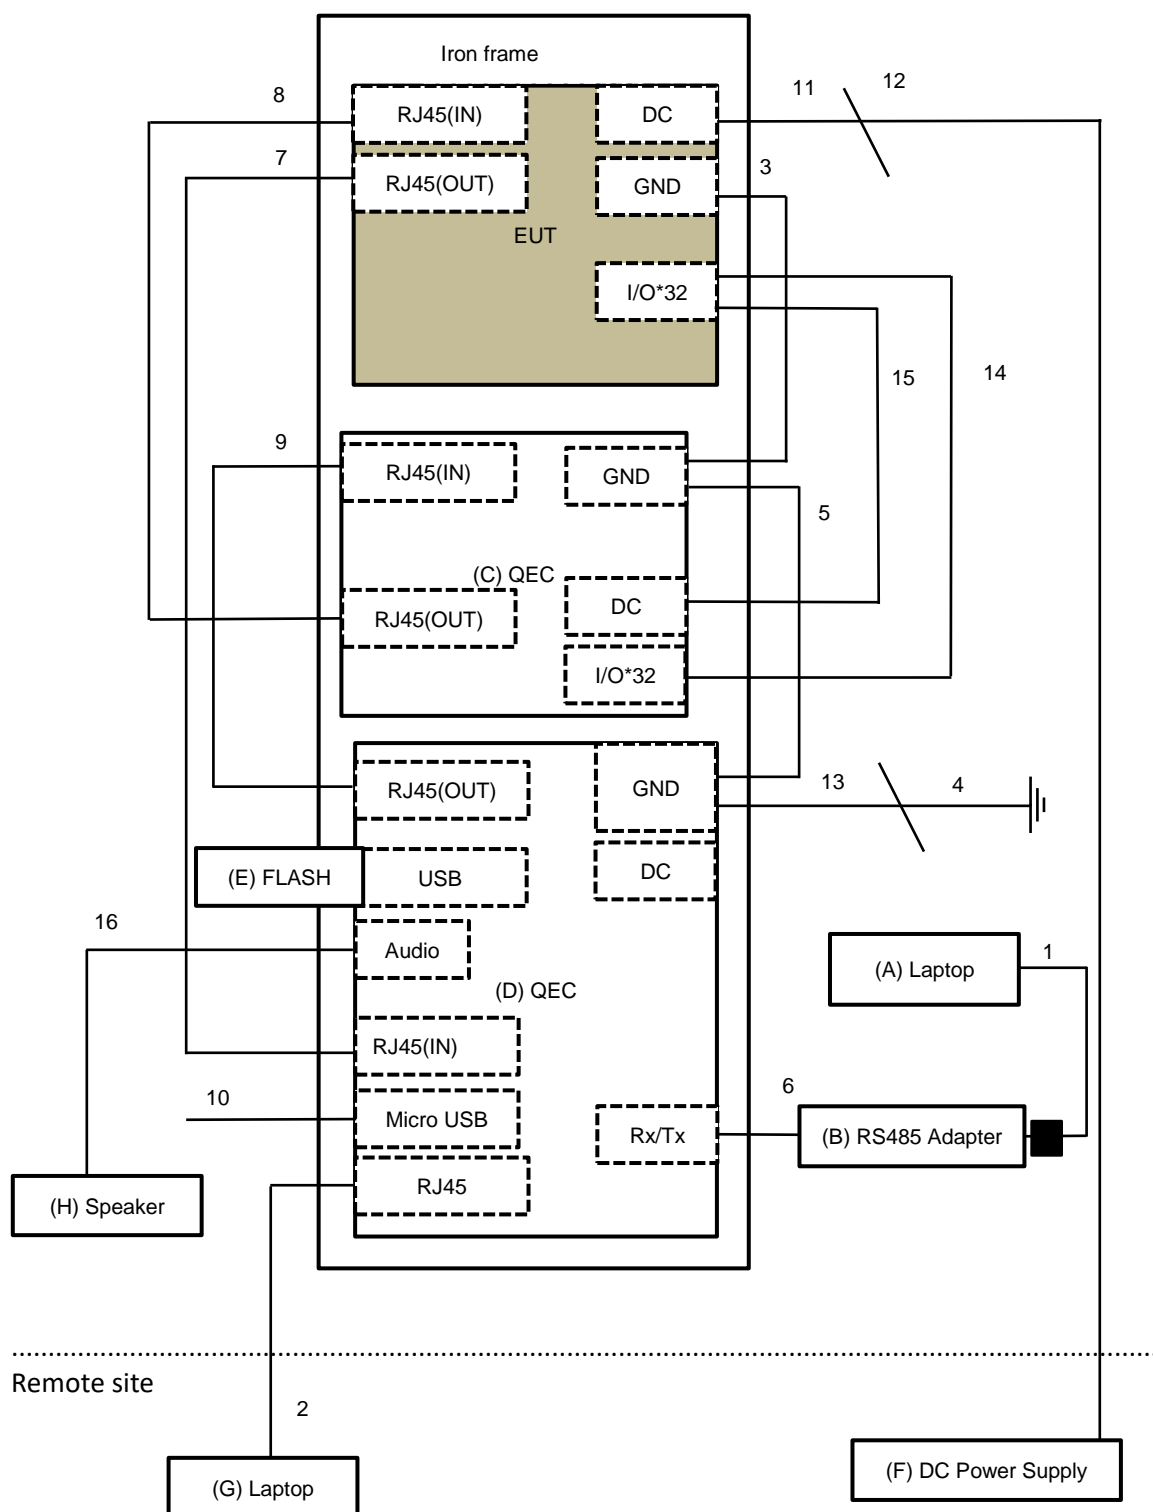 Iron frame
8
RJ45(IN)
DC
11
12
7
RJ45(OUT)
GND
3
EUT
I/O*32
15
14
9
RJ45(IN)
GND
5
(C) QEC
DC
RJ45(OUT)
I/O*32
RJ45(OUT)
GND
13
4
(E) FLASH
USB
DC
16
Audio
(A) Laptop
1
(D) QEC
RJ45(IN)
10
Micro USB
Rx/Tx
6
(B) RS485 Adapter
RJ45
(H) Speaker
Remote site
2
(G) Laptop
(F) DC Power Supply